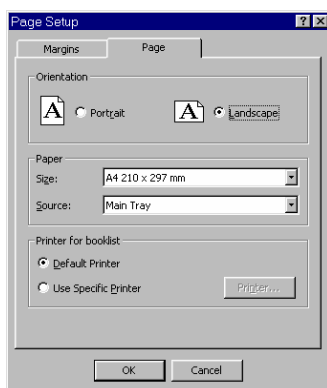 Page Setup
Margins Page
Orientation
A Portrait A Landscape
Paper
Size: A4 210 x 297 mm
Source: Main Tray
Printer for booklist
Default Printer
Use Specific Printer Printer...
OK Cancel